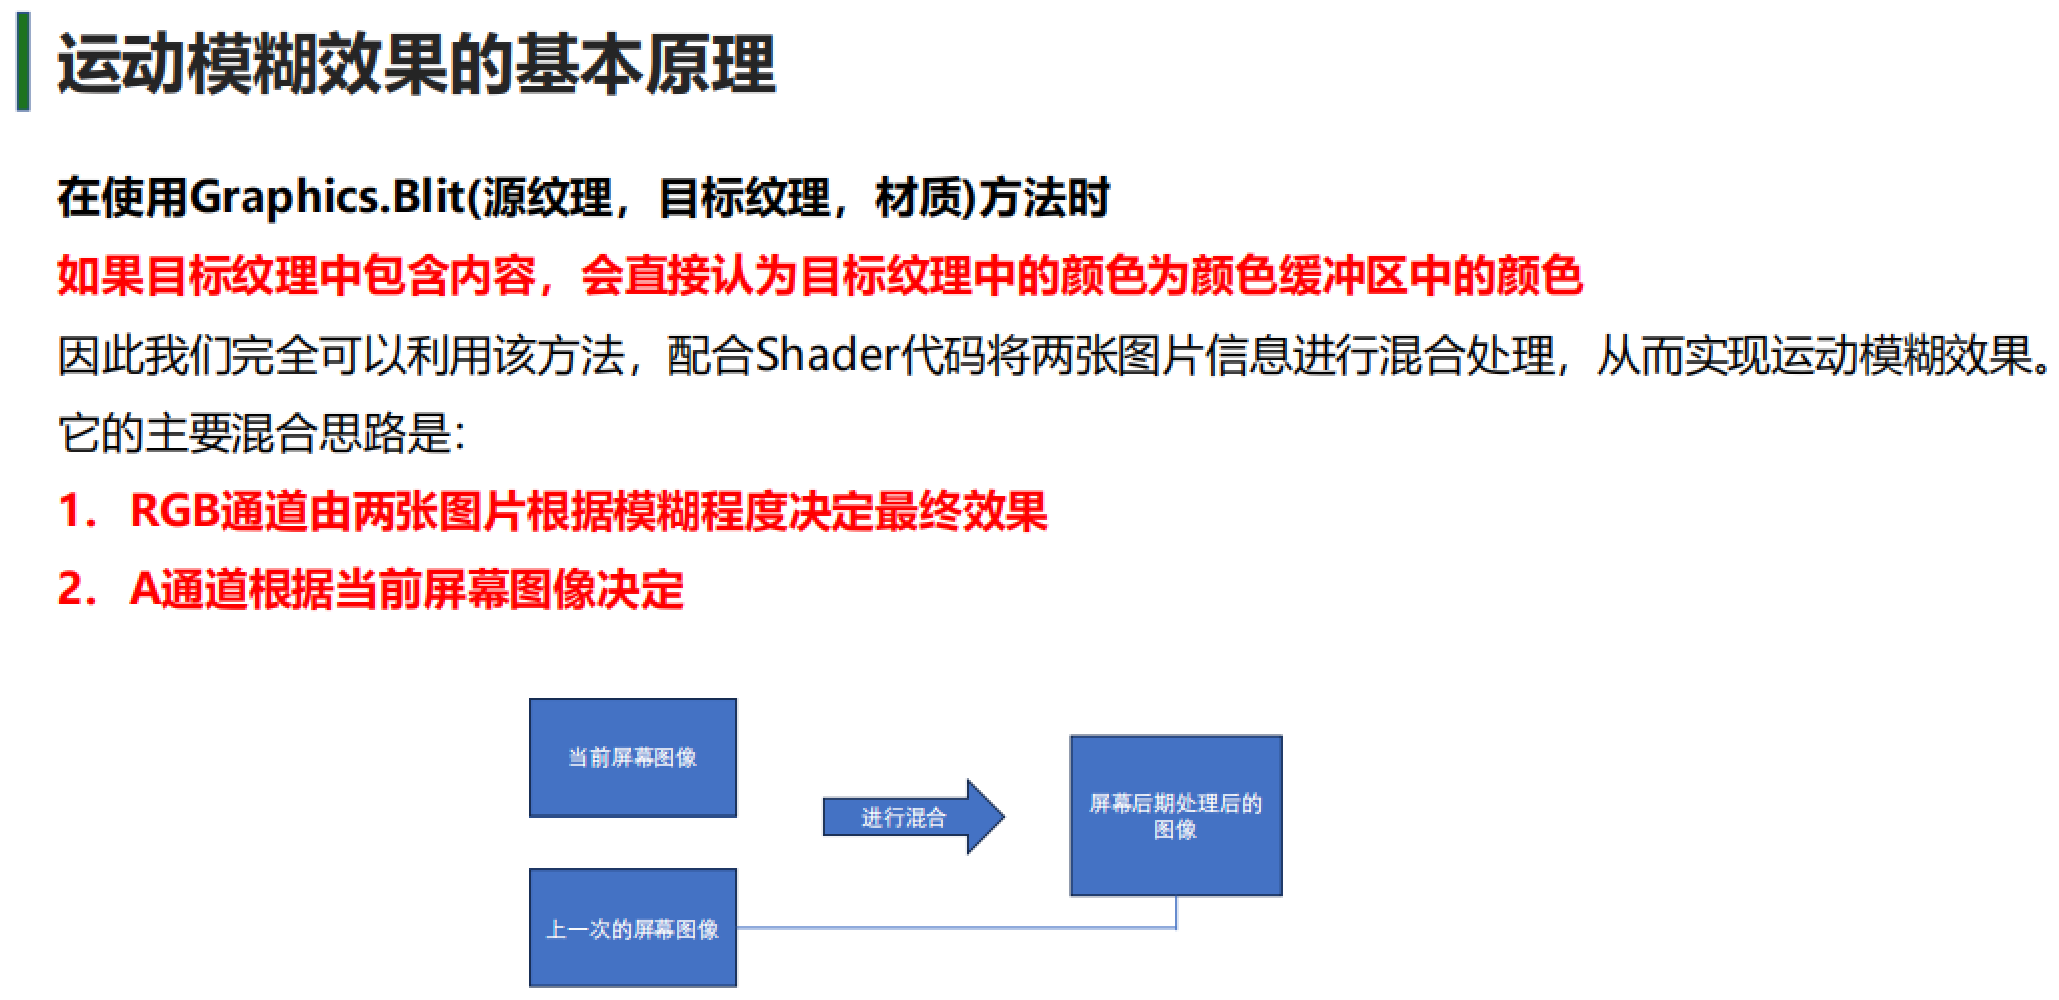 运动模糊效果的基本原理
在使用Graphics.Blit(源纹理，目标纹理，材质)方法时
如果目标纹理中包含内容，会直接认为目标纹理中的颜色为颜色缓冲区中的颜色
因此我们完全可以利用该方法，配合Shader代码将两张图片信息进行混合处理，从而实现运动模糊效果。
它的主要混合思路是：
1. RGB通道由两张图片根据模糊程度决定最终效果
2. A通道根据当前屏幕图像决定
当前屏幕图像
进行混合
屏幕后期处理后的
图像
上一次的屏幕图像